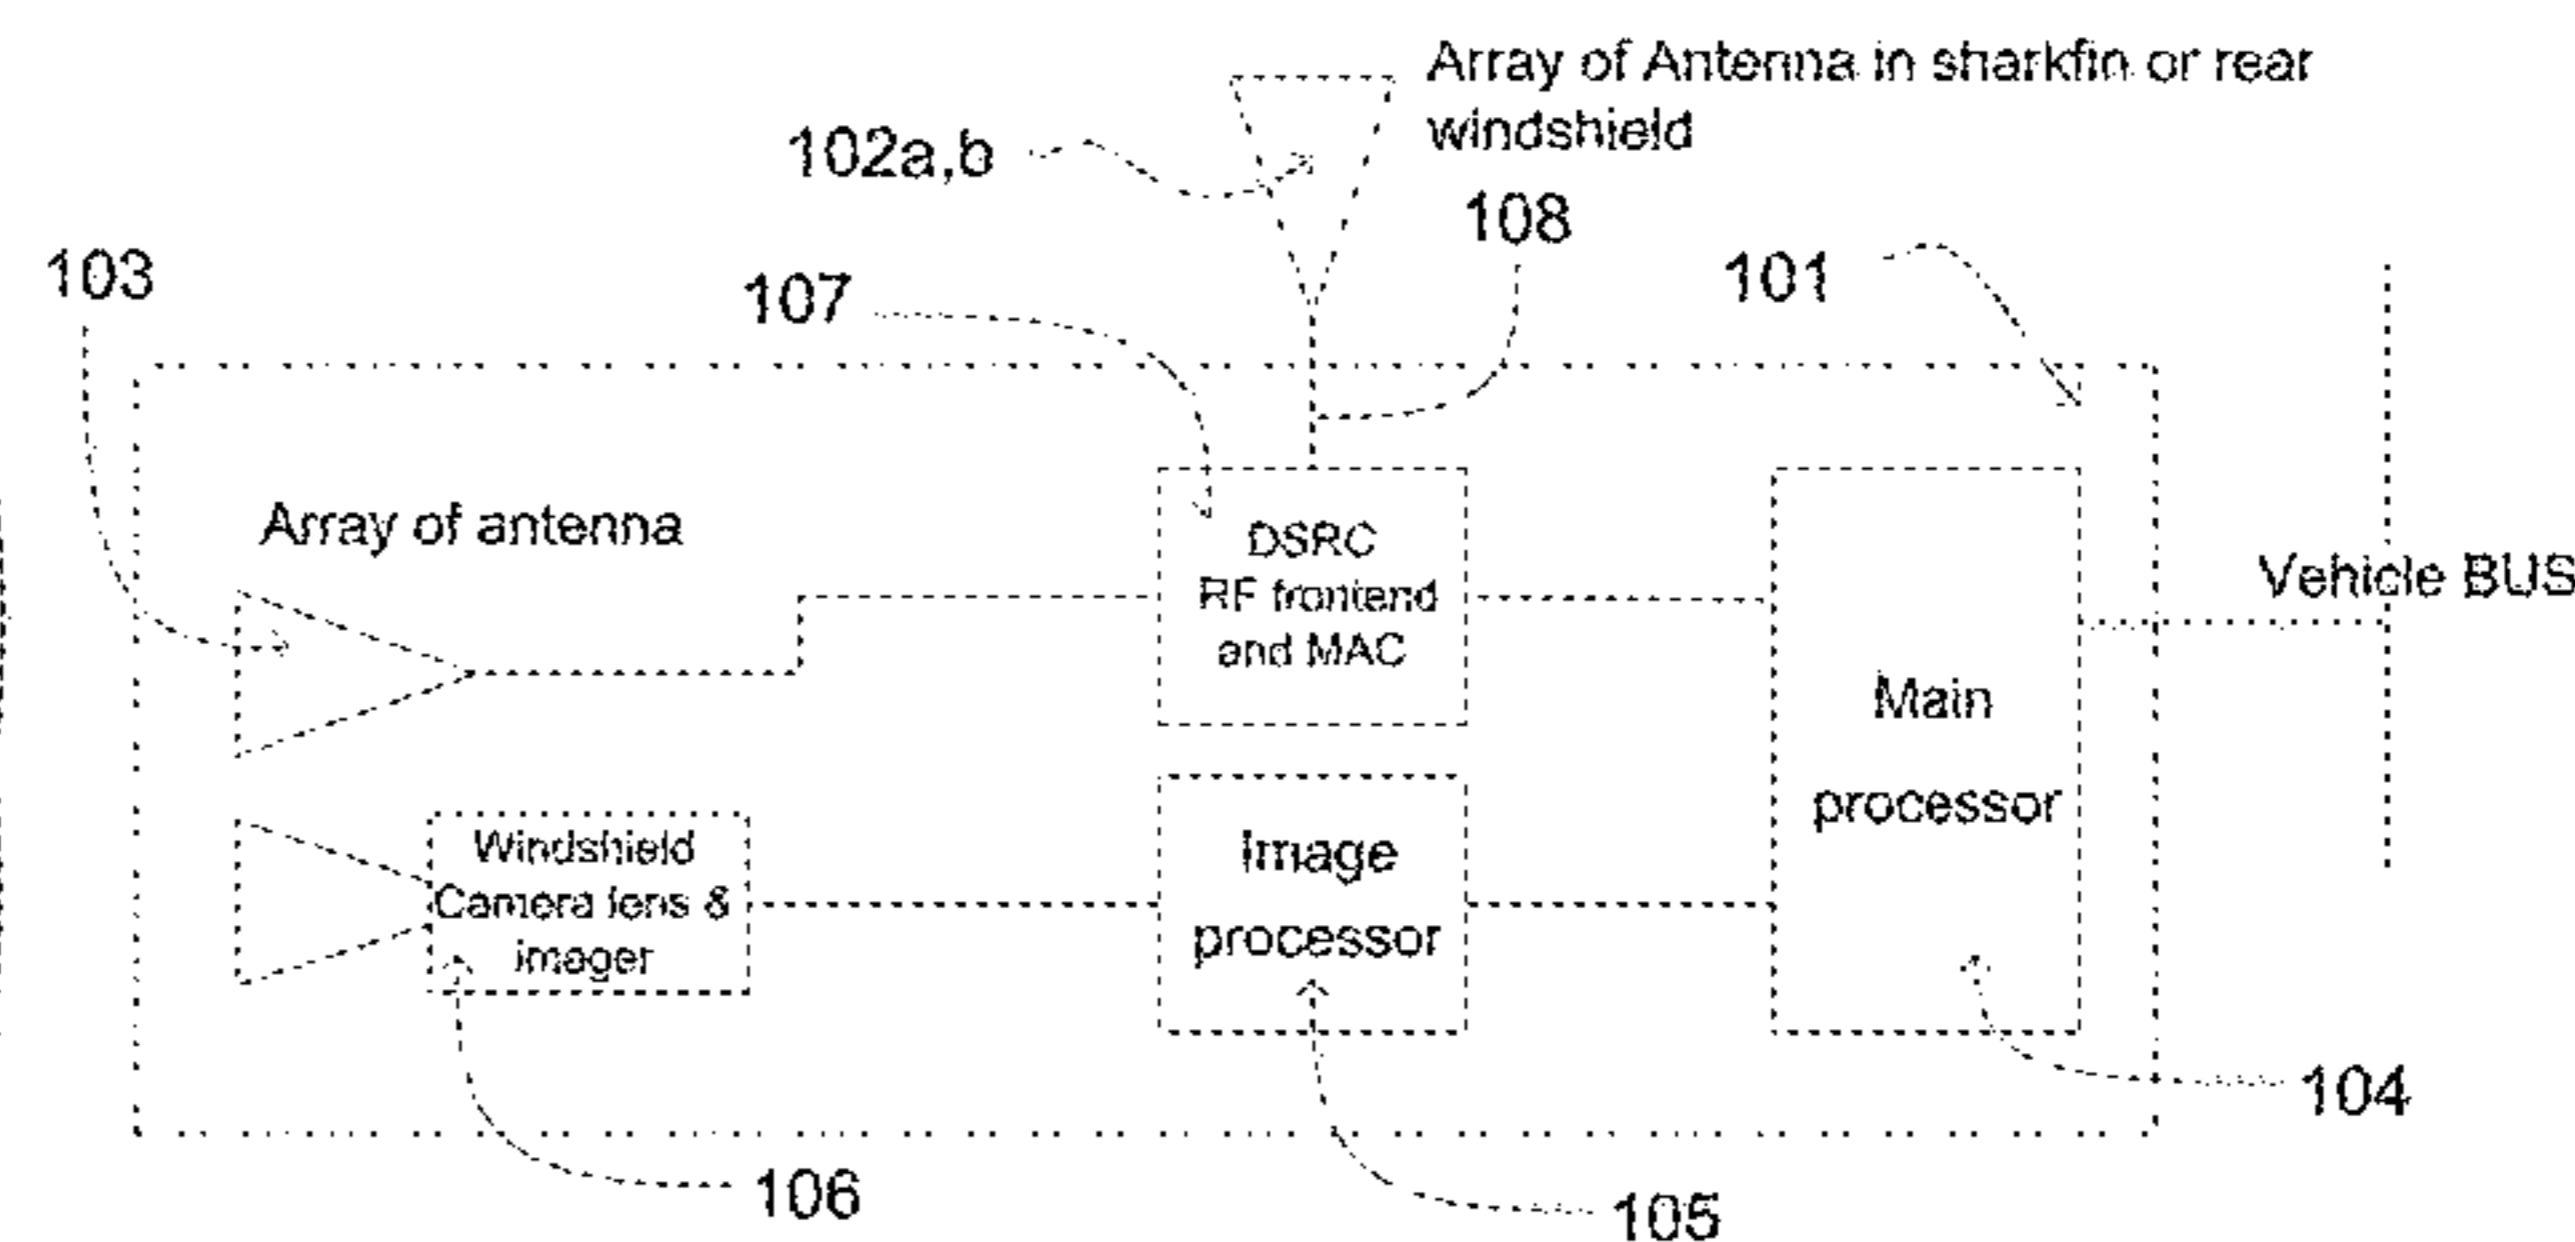 Array of Antenna in sharkfin or rear
windshield
102a,b
108
103
107
101
Array of antenna
DSRC
RF frontend
and MAC
Vehicle BUS
Main
processor
Windshield
Camera lens &
imager
Image
processor
104
106
105